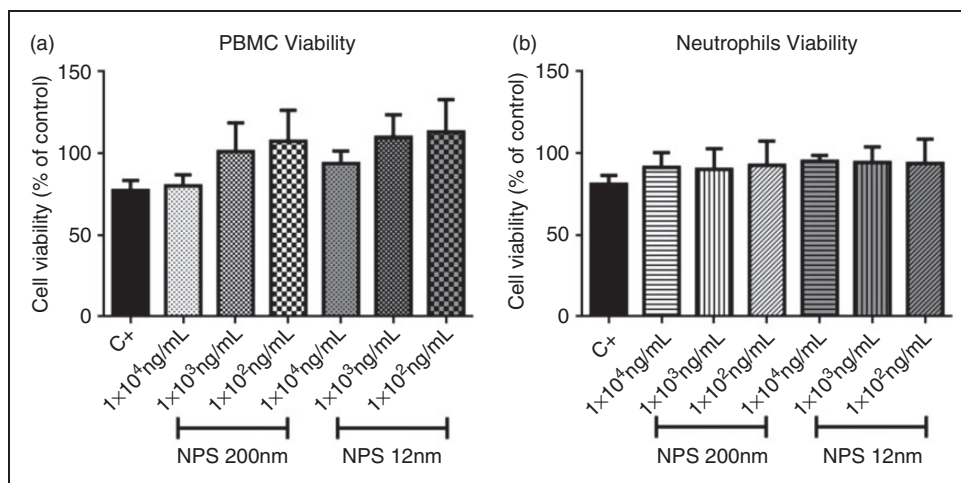 (a)
PBMC Viability
Cell viability (% of control)
150
100
50
0
C+
1×10⁴ng/mL
1×10³ng/mL
1×10²ng/mL
1×10⁴ng/mL
1×10³ng/mL
1×10²ng/mL
NPS 200nm
NPS 12nm
(b)
Neutrophils Viability
Cell viability (% of control)
150
100
50
0
C+
1×10⁴ng/mL
1×10³ng/mL
1×10²ng/mL
1×10⁴ng/mL
1×10³ng/mL
1×10²ng/mL
NPS 200nm
NPS 12nm